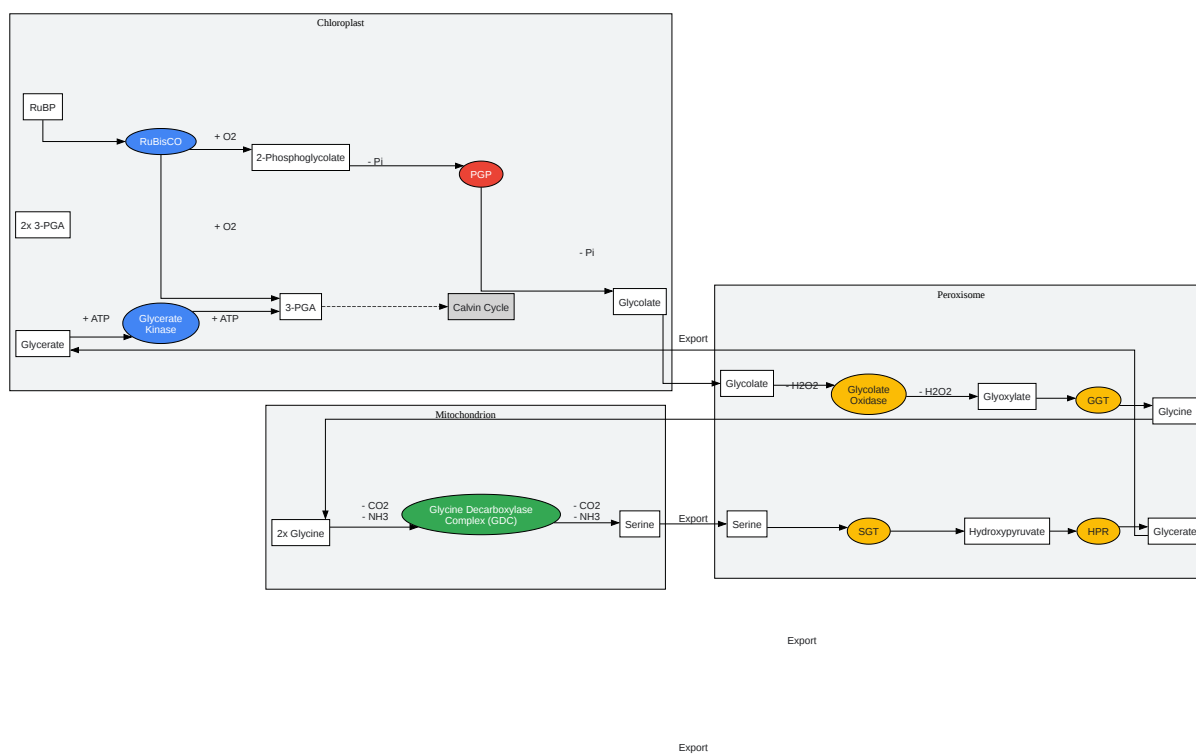 Chloroplast
RuBP
RuBisCO
+ O2
2-Phosphoglycolate
- Pi
PGP
2x 3-PGA
+ O2
- Pi
3-PGA
Calvin Cycle
Glycolate
+ ATP
Glycerate
Kinase
+ ATP
Glycerate
Export
Peroxisome
Glycolate
- H2O2
Glycolate
Oxidase
- H2O2
Glyoxylate
GGT
Glycine
Mitochondrion
2x Glycine
- CO2
- NH3
Glycine Decarboxylase
Complex (GDC)
- CO2
- NH3
Serine
Export
Serine
SGT
Hydroxypyruvate
HPR
Glycerate
Export
Export